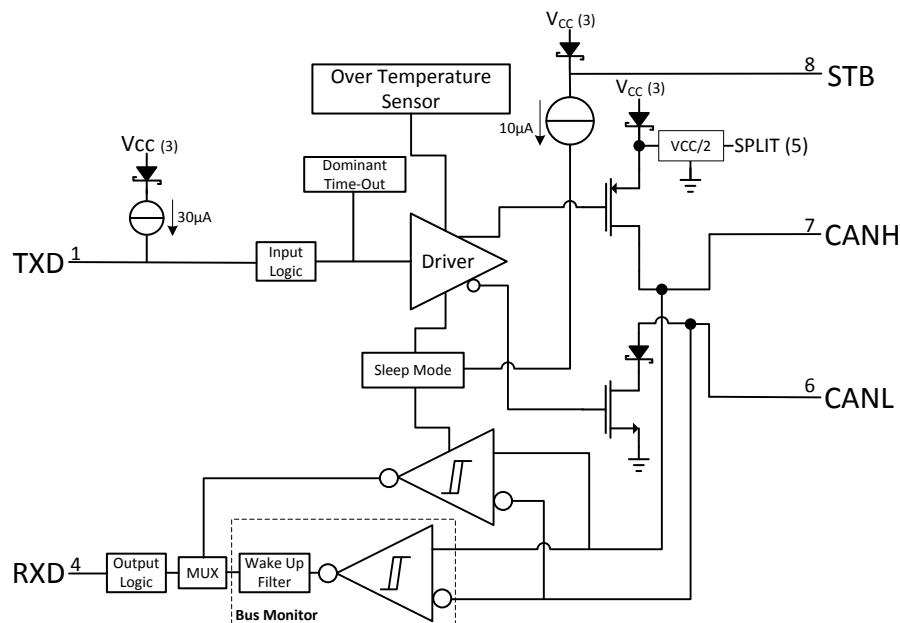 VCC (3)
8
STB
Over Temperature
Sensor
VCC (3)
10µA
VCC (3)
VCC/2
SPLIT (5)
Dominant
Time-Out
30µA
7
CANH
TXD
1
Input
Logic
Driver
Sleep Mode
6
CANL
RXD
4
Output
Logic
MUX
Wake Up
Filter
Bus Monitor